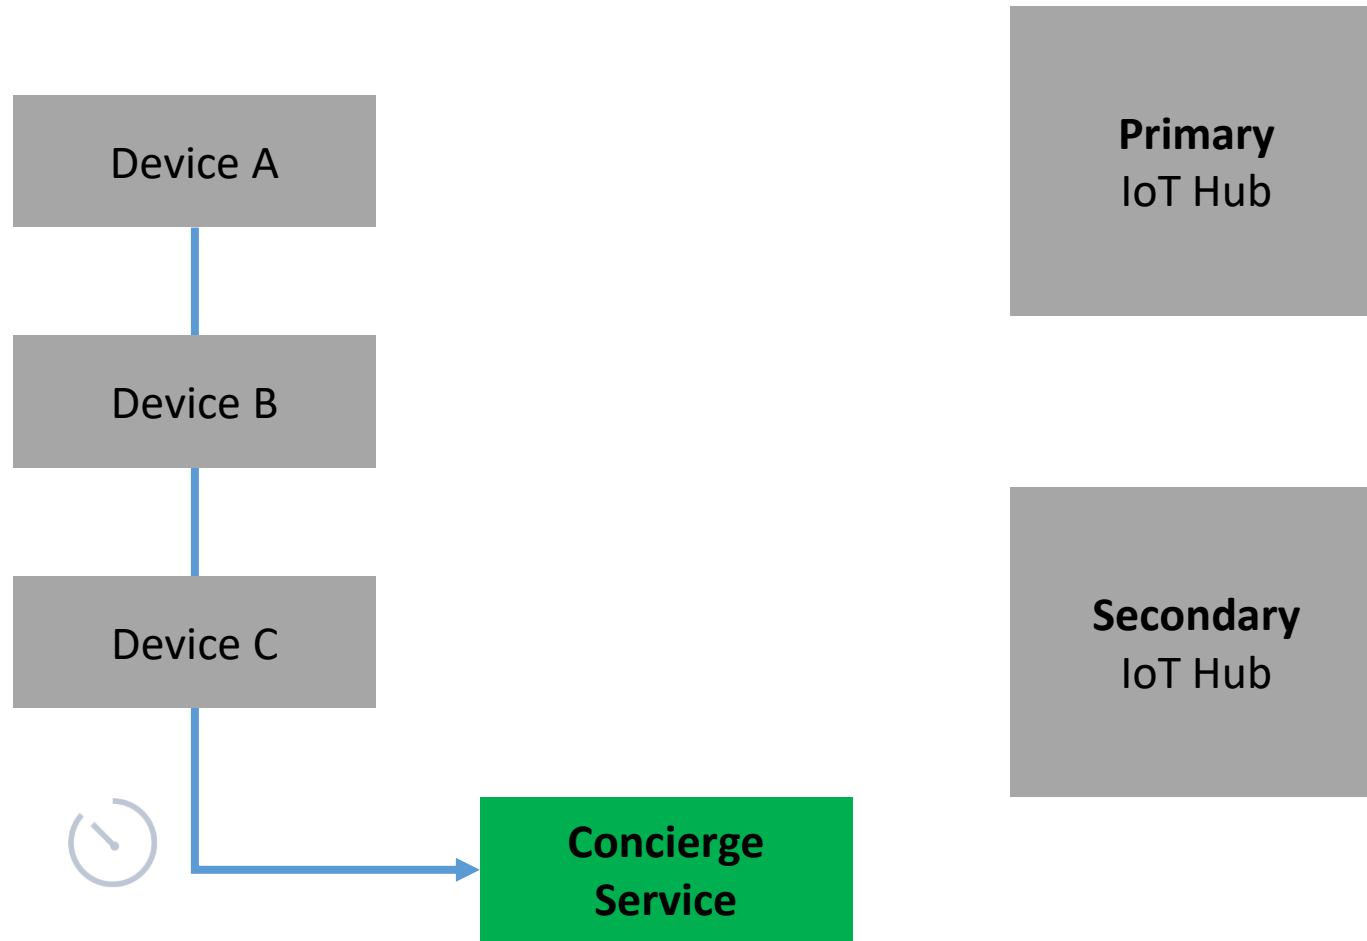 Device A
Device B
Device C
Primary
IoT Hub
Secondary
IoT Hub
Concierge
Service